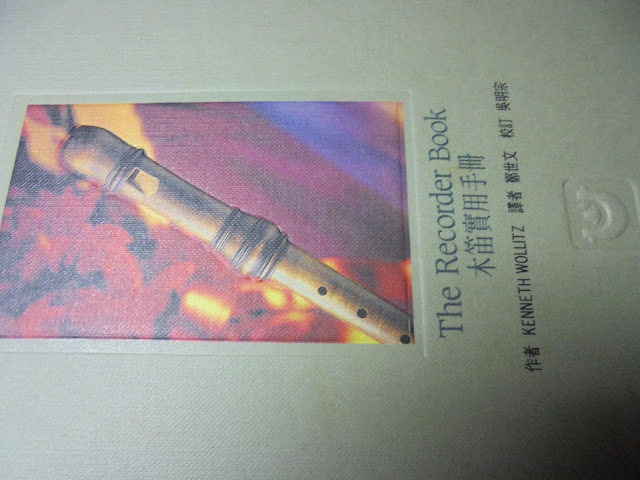 The Recorder Book
木笛實用手冊
作者 KENNETH WOLLITZ 譯者 鄭世文 校訂 吳明宗